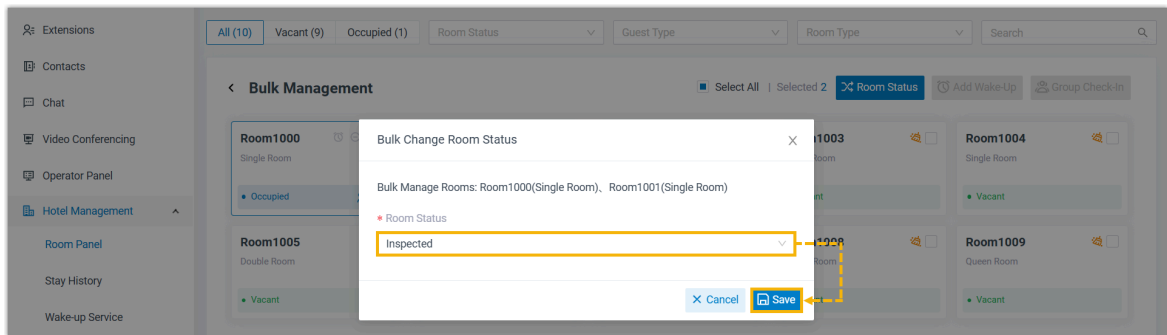 Extensions
Contacts
Chat
Video Conferencing
Operator Panel
Hotel Management
Room Panel
Stay History
Wake-up Service
All (10) Vacant (9) Occupied (1) Room Status Guest Type Room Type Search
Bulk Management Select All | Selected 2 Room Status Add Wake-Up Group Check-In
Room1000
Single Room
Occupied
1003
Room
Room1004
Single Room
Vacant
Bulk Change Room Status
Bulk Manage Rooms: Room1000(Single Room)、Room1001(Single Room)
* Room Status
Inspected
Cancel Save
Room1005
Double Room
Vacant
Room
Room1009
Queen Room
Vacant